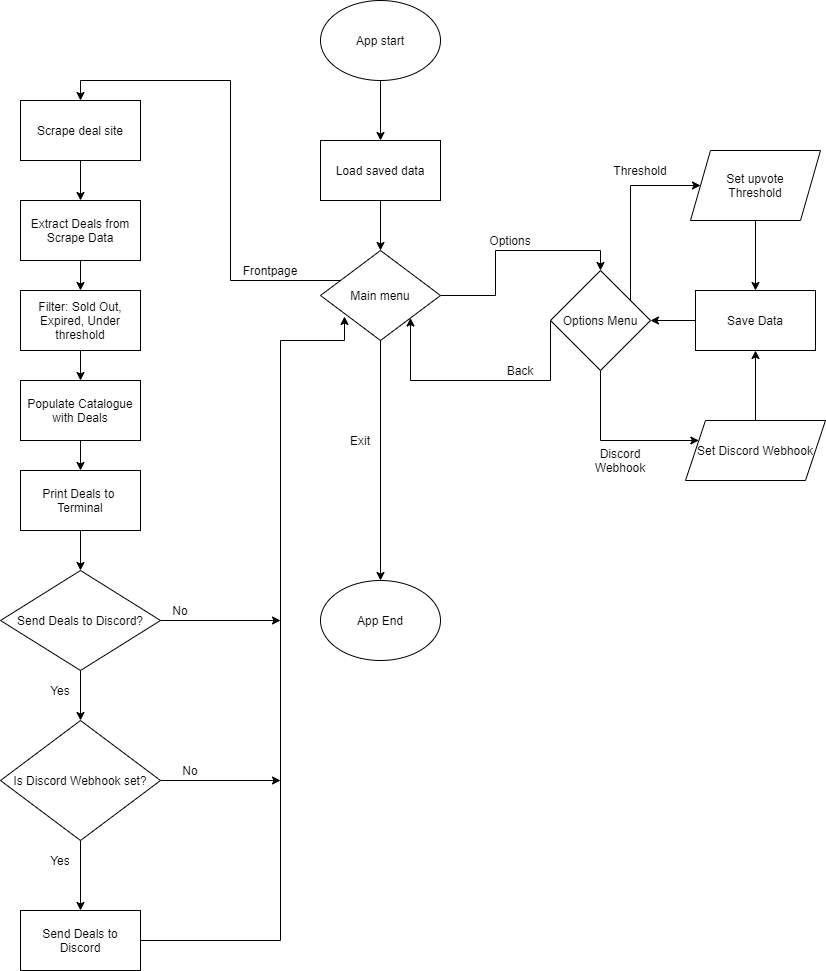 App start
Scrape deal site
Load saved data
Threshold
Set upvote
Threshold
Extract Deals from
Scrape Data
Options
Frontpage
Main menu
Filter: Sold Out,
Expired, Under
threshold
Options Menu
Save Data
Back
Populate Catalogue
with Deals
Exit
Discord
Webhook
Set Discord Webhook
Print Deals to
Terminal
Send Deals to Discord?
No
App End
Yes
Is Discord Webhook set?
No
Yes
Send Deals to
Discord